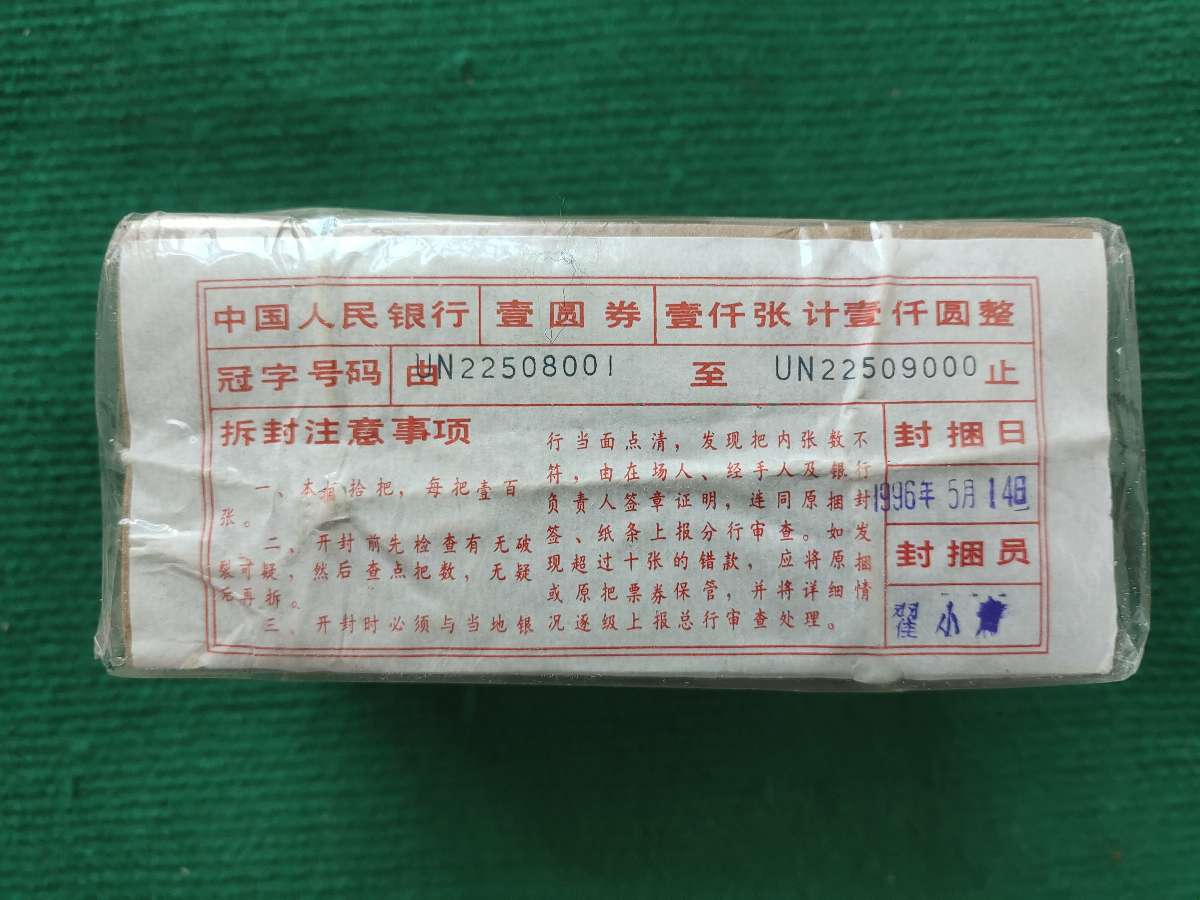 中国人民银行 壹圆券 壹仟张计壹仟圆整
冠字号码 由 UN22508001 至 UN22509000 止
拆封注意事项
一、本捆拾把，每把壹百
张。
二、开封前先检查有无破
裂可疑，然后查点把数，无疑
后再拆。
三、开封时必须与当地银
行当面点清，发现把内张数不
符，由在场人、经手人及银行
负责人签章证明，连同原捆封
签、纸条上报分行审查。如发
现超过十张的错款，应将原捆
或原把票券保管，并将详细情
况逐级上报总行审查处理。
封捆日
1996年5月14日
封捆员
翟小